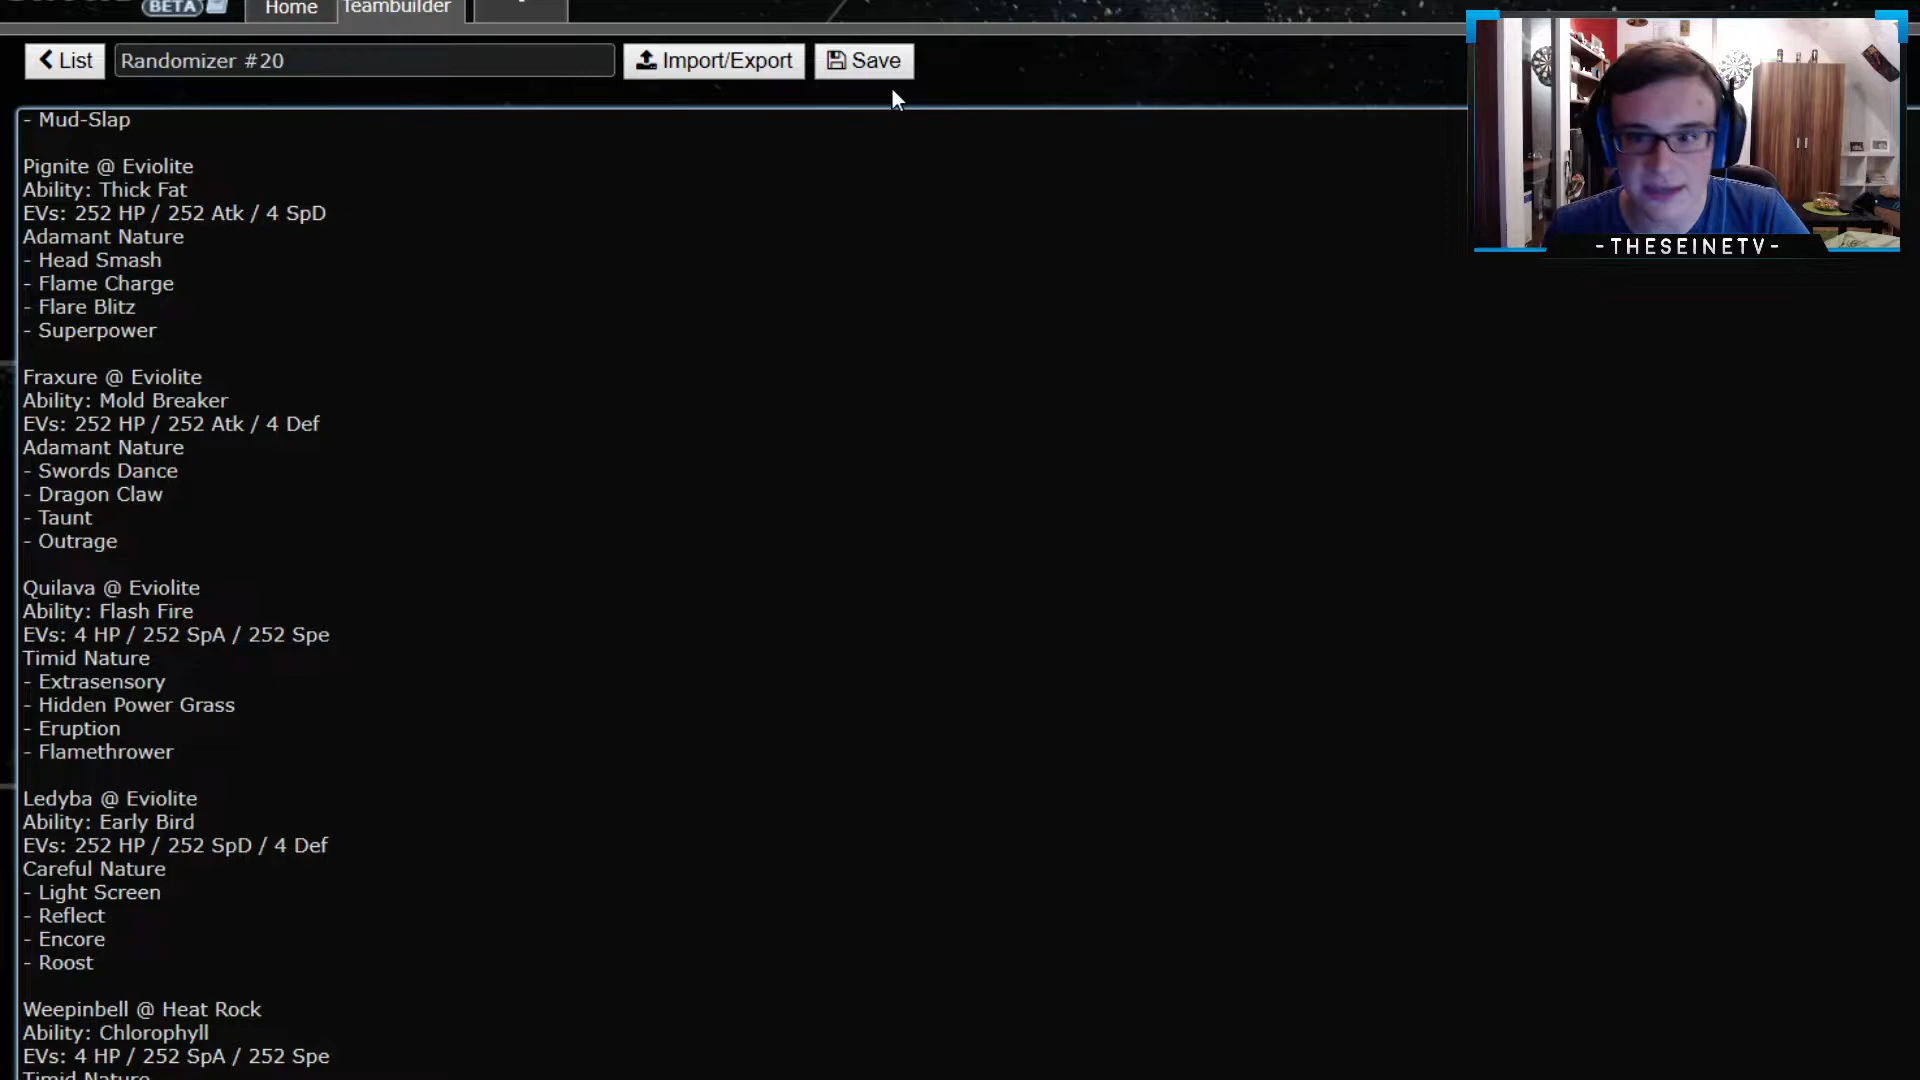 BETA
Home
Teambuilder
List
Randomizer #20
Import/Export
Save
- Mud-Slap
Pignite @ Eviolite
Ability: Thick Fat
EVs: 252 HP / 252 Atk / 4 SpD
Adamant Nature
- Head Smash
- Flame Charge
- Flare Blitz
- Superpower
Fraxure @ Eviolite
Ability: Mold Breaker
EVs: 252 HP / 252 Atk / 4 Def
Adamant Nature
- Swords Dance
- Dragon Claw
- Taunt
- Outrage
Quilava @ Eviolite
Ability: Flash Fire
EVs: 4 HP / 252 SpA / 252 Spe
Timid Nature
- Extrasensory
- Hidden Power Grass
- Eruption
- Flamethrower
Ledyba @ Eviolite
Ability: Early Bird
EVs: 252 HP / 252 SpD / 4 Def
Careful Nature
- Light Screen
- Reflect
- Encore
- Roost
Weepinbell @ Heat Rock
Ability: Chlorophyll
EVs: 4 HP / 252 SpA / 252 Spe
Timid Nature
-THESEINETV-